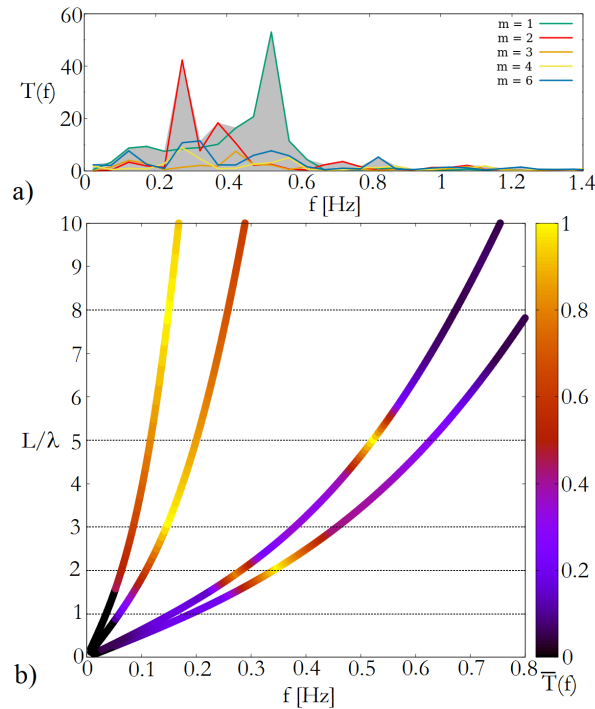 60
m = 1
m = 2
40
T(f)
m = 3
m = 4
20
m = 6
0
0 0.2 0.4 0.6 0.8 1 1.2 1.4
a)
f [Hz]
10 1
9
8 0.8
7
6 0.6
L/λ 5
4 0.4
3
2 0.2
1
0 0
0 0.1 0.2 0.3 0.4 0.5 0.6 0.7 0.8
b)
f [Hz]
T̅(f)